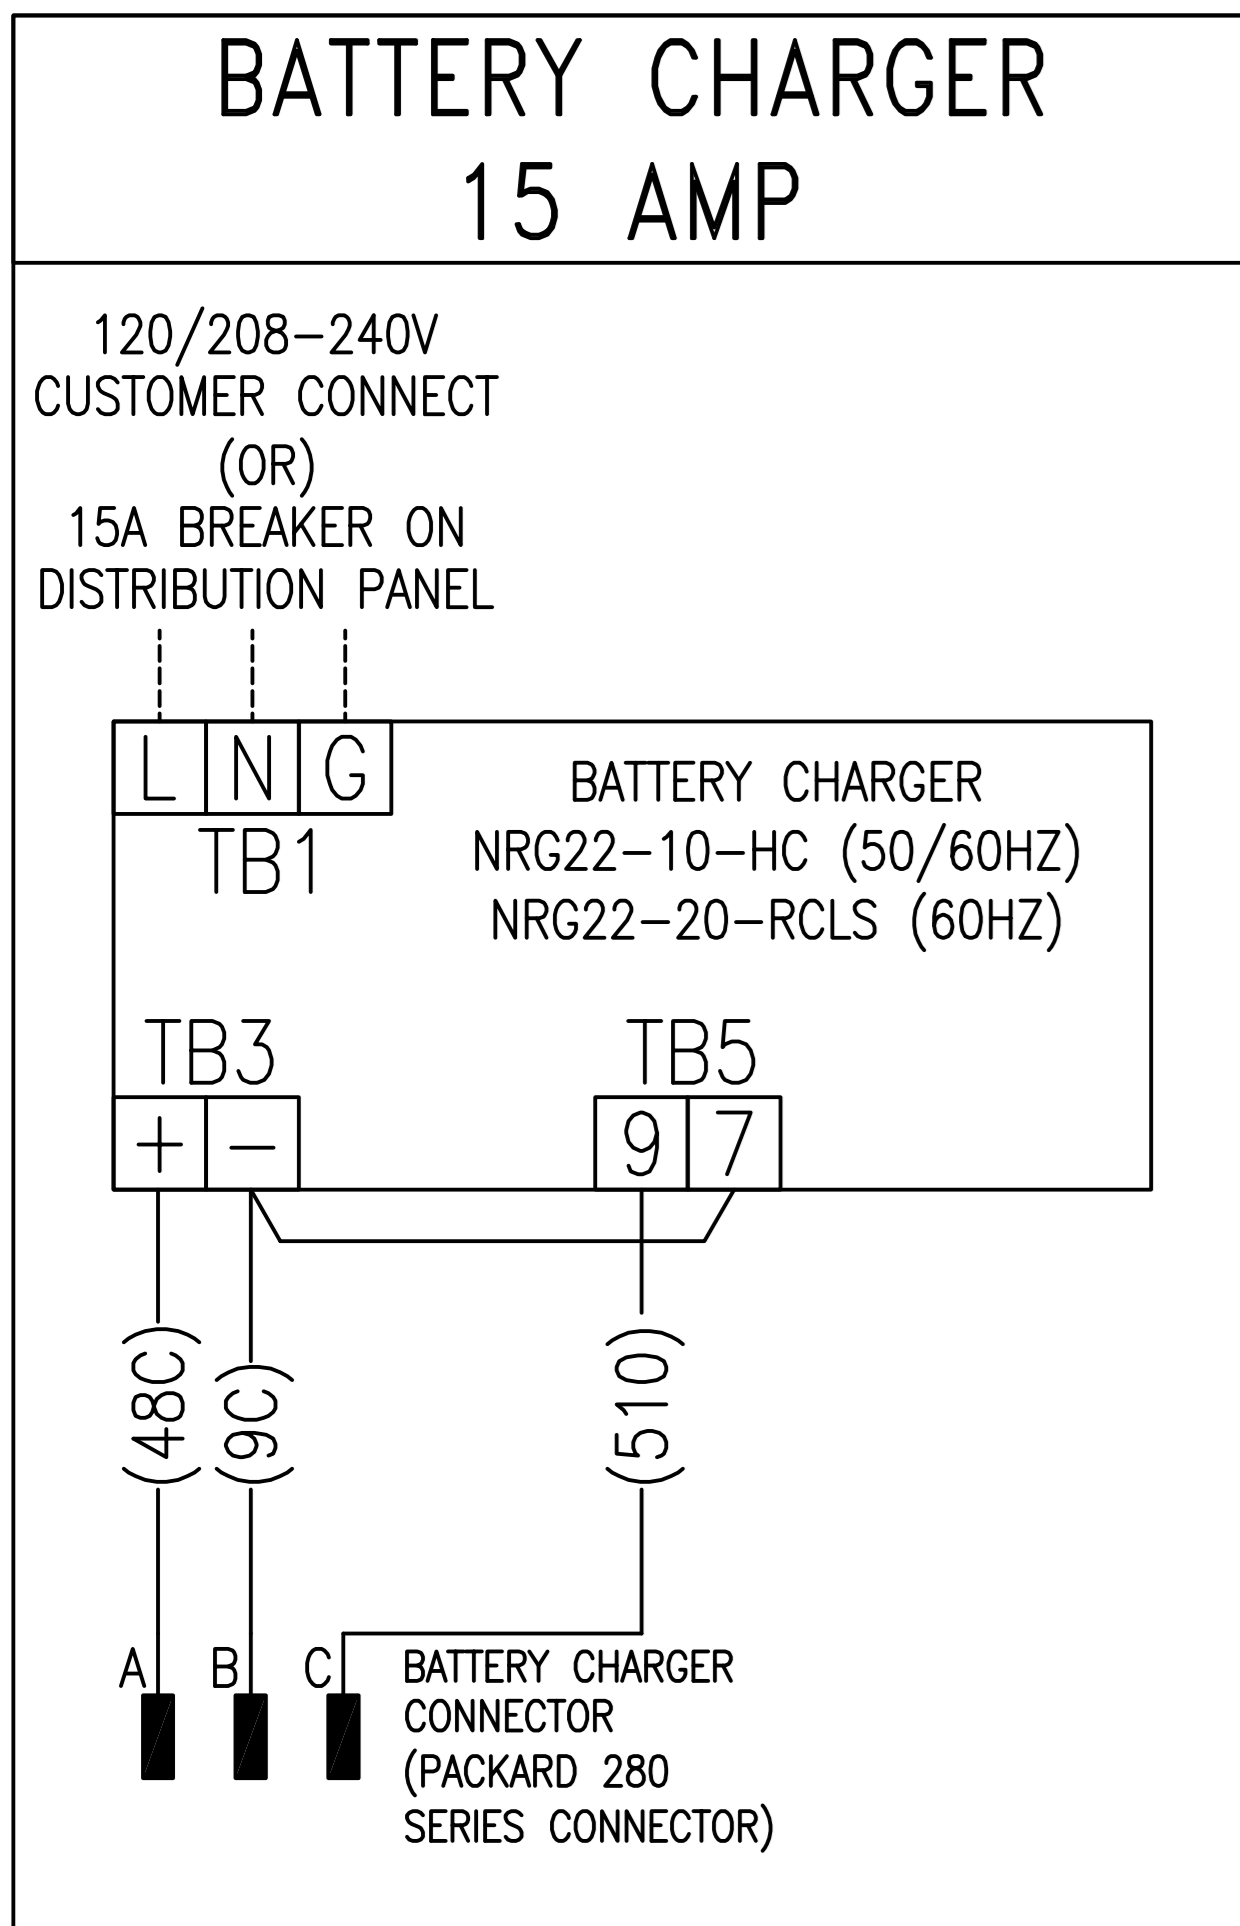 BATTERY CHARGER
15 AMP
120/208-240V
CUSTOMER CONNECT
(OR)
15A BREAKER ON
DISTRIBUTION PANEL
L N G
TB1
BATTERY CHARGER
NRG22-10-HC (50/60HZ)
NRG22-20-RCLS (60HZ)
TB3
+ -
TB5
9 7
(48C)
(9C)
(510)
A B C
BATTERY CHARGER
CONNECTOR
(PACKARD 280
SERIES CONNECTOR)